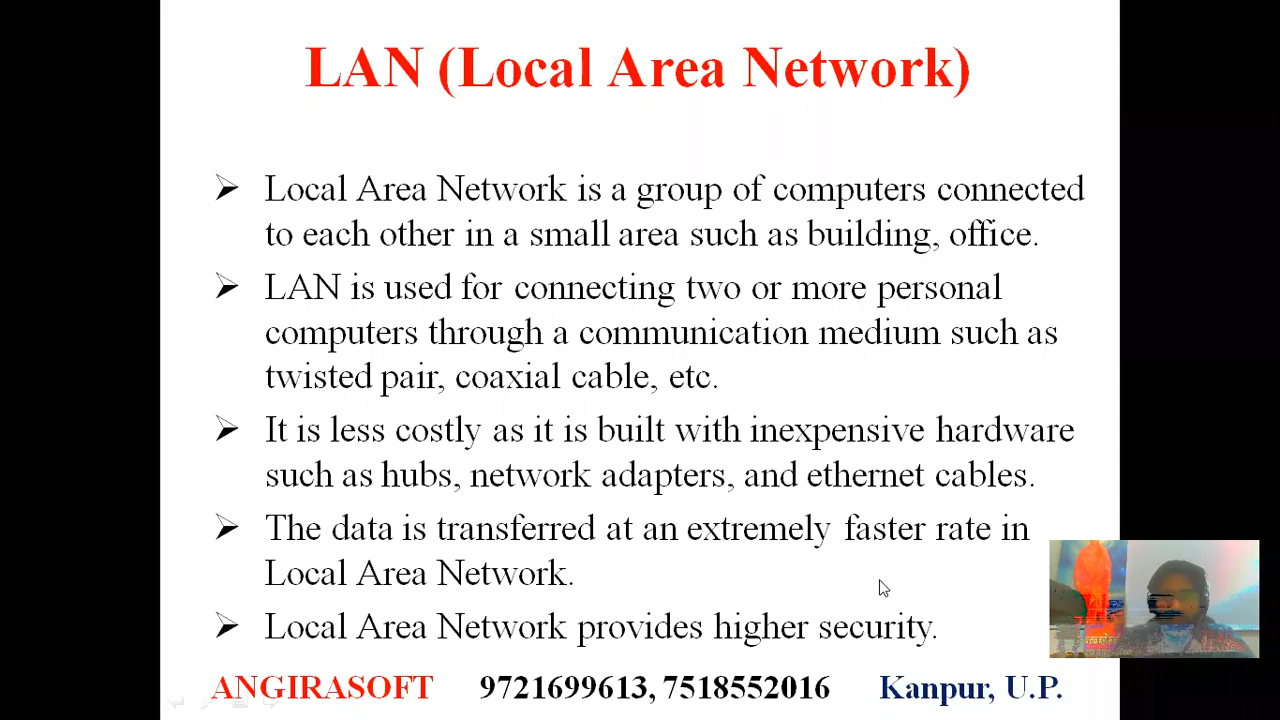 LAN (Local Area Network)
Local Area Network is a group of computers connected
to each other in a small area such as building, office.
LAN is used for connecting two or more personal
computers through a communication medium such as
twisted pair, coaxial cable, etc.
It is less costly as it is built with inexpensive hardware
such as hubs, network adapters, and ethernet cables.
The data is transferred at an extremely faster rate in
Local Area Network.
Local Area Network provides higher security.
ANGIRASOFT 9721699613, 7518552016 Kanpur, U.P.